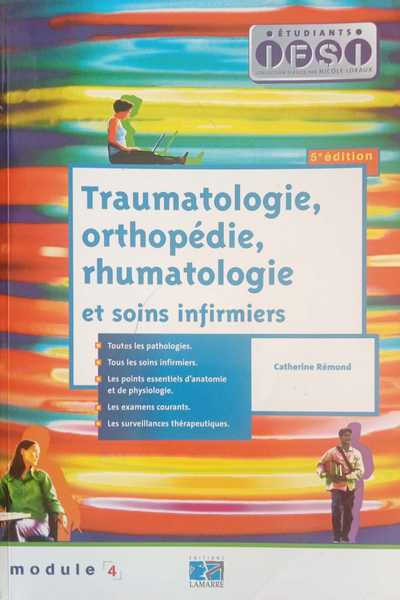 ÉTUDIANTS
IFSI
COLLECTION DIRIGÉE PAR NICOLE LORAUX
5e édition
Traumatologie,
orthopédie,
rhumatologie
et soins infirmiers
Toutes les pathologies.
Tous les soins infirmiers.
Les points essentiels d'anatomie
et de physiologie.
Les examens courants.
Les surveillances thérapeutiques.
Catherine Rémond
module 4
ÉDITIONS
LAMARRE